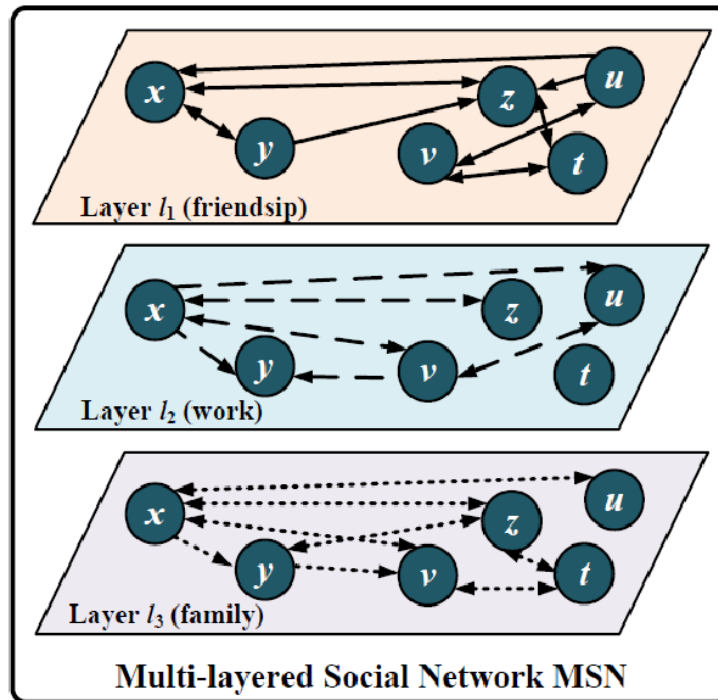 x
z
u
y
v
t
Layer l1 (friendsip)
x
z
u
y
v
t
Layer l2 (work)
x
z
u
y
v
t
Layer l3 (family)
Multi-layered Social Network MSN